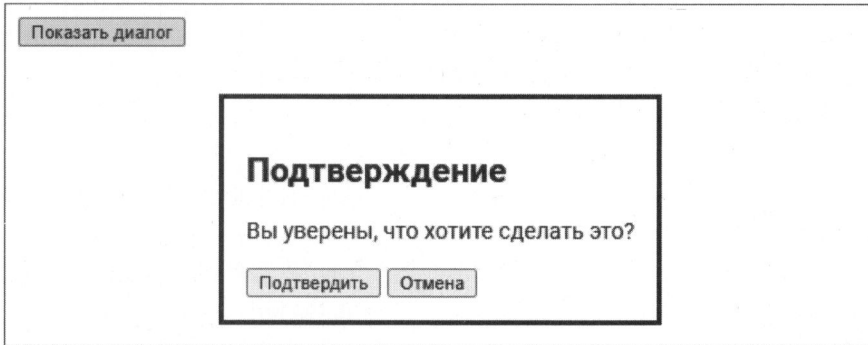 Показать диалог
Подтверждение
Вы уверены, что хотите сделать это?
Подтвердить Отмена